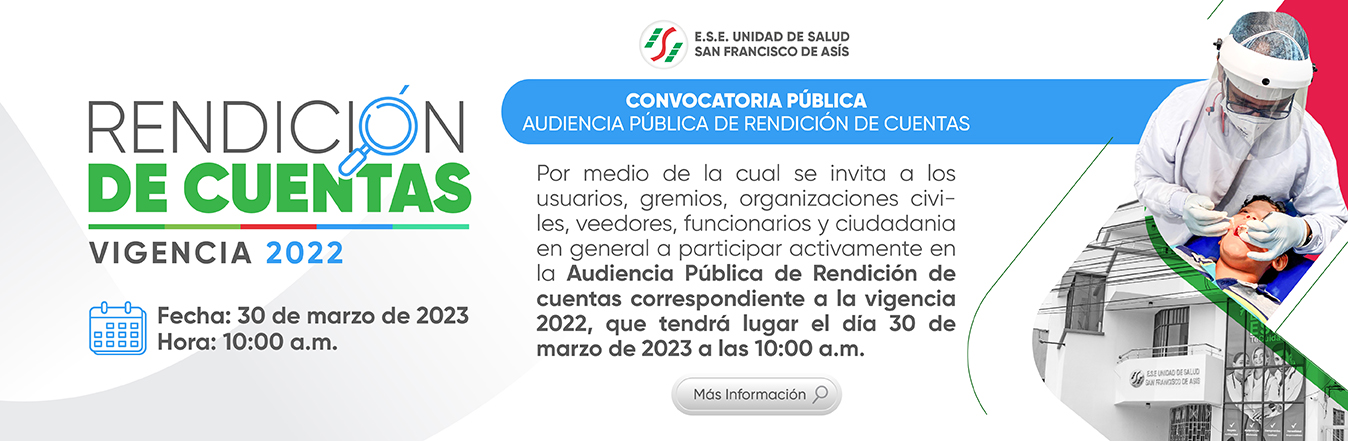 E.S.E. UNIDAD DE SALUD
SAN FRANCISCO DE ASÍS
RENDICIÓN
DE CUENTAS
VIGENCIA 2022
Fecha: 30 de marzo de 2023
Hora: 10:00 a.m.
CONVOCATORIA PÚBLICA
AUDIENCIA PÚBLICA DE RENDICIÓN DE CUENTAS
Por medio de la cual se invita a los
usuarios, gremios, organizaciones civi-
les, veedores, funcionarios y ciudadania
en general a participar activamente en
la Audiencia Pública de Rendición de
cuentas correspondiente a la vigencia
2022, que tendrá lugar el día 30 de
marzo de 2023 a las 10:00 a.m.
Más Información
E.S.E UNIDAD DE SALUD
SAN FRANCISCO DE ASÍS